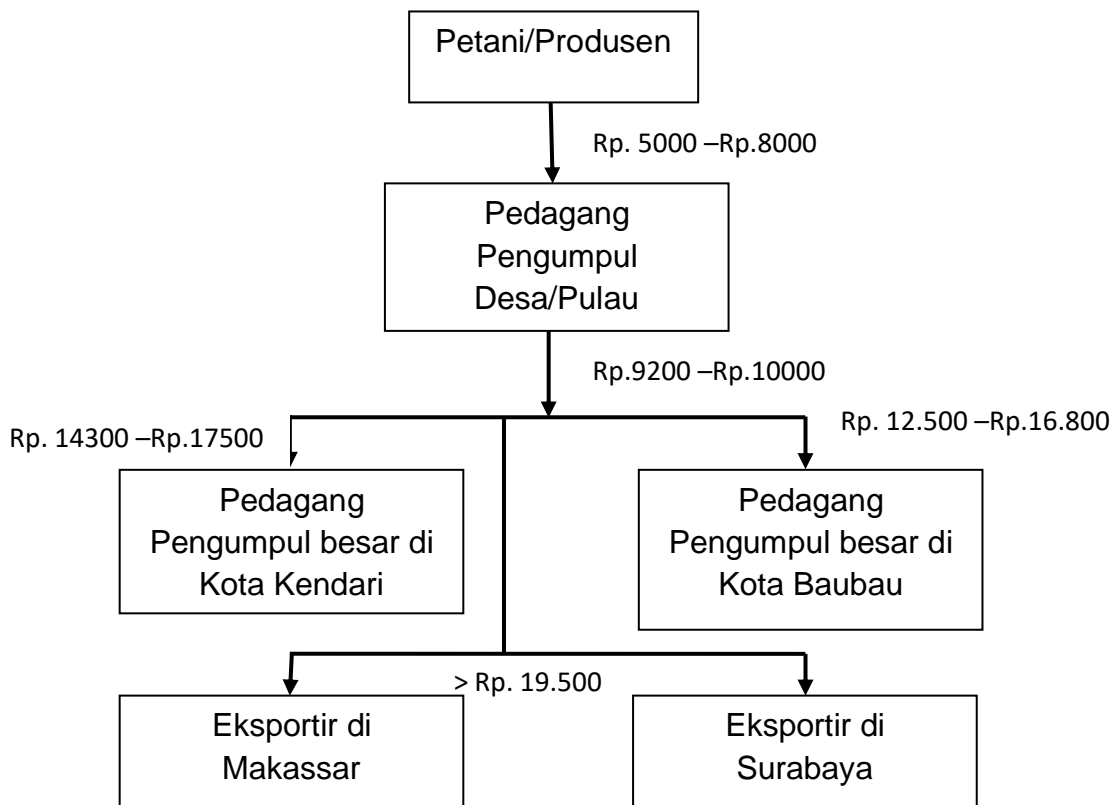 Petani/Produsen
Rp. 5000 –Rp.8000
Pedagang
Pengumpul
Desa/Pulau
Rp.9200 –Rp.10000
Rp. 14300 –Rp.17500
Rp. 12.500 –Rp.16.800
Pedagang
Pengumpul besar di
Kota Kendari
Pedagang
Pengumpul besar di
Kota Baubau
> Rp. 19.500
Eksportir di
Makassar
Eksportir di
Surabaya